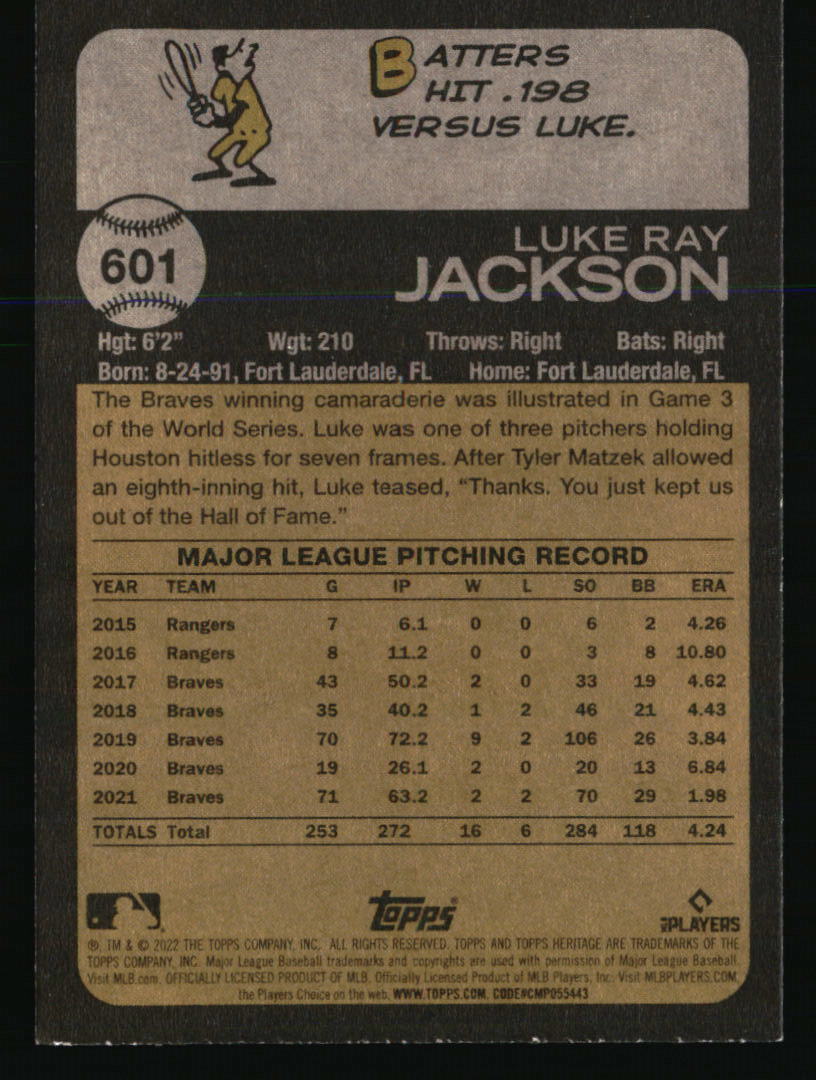 BATTERS
HIT .198
VERSUS LUKE.
601
LUKE RAY
JACKSON
Hgt: 6'2" Wgt: 210 Throws: Right Bats: Right
Born: 8-24-91, Fort Lauderdale, FL Home: Fort Lauderdale, FL
The Braves winning camaraderie was illustrated in Game 3
of the World Series. Luke was one of three pitchers holding
Houston hitless for seven frames. After Tyler Matzek allowed
an eighth-inning hit, Luke teased, “Thanks. You just kept us
out of the Hall of Fame.”
MAJOR LEAGUE PITCHING RECORD
YEAR TEAM G IP W L SO BB ERA
2015 Rangers 7 6.1 0 0 6 2 4.26
2016 Rangers 8 11.2 0 0 3 8 10.80
2017 Braves 43 50.2 2 0 33 19 4.62
2018 Braves 35 40.2 1 2 46 21 4.43
2019 Braves 70 72.2 9 2 106 26 3.84
2020 Braves 19 26.1 2 0 20 13 6.84
2021 Braves 71 63.2 2 2 70 29 1.98
TOTALS Total 253 272 16 6 284 118 4.24
topps®
PLAYERS
®, TM & © 2022 THE TOPPS COMPANY, INC. ALL RIGHTS RESERVED. TOPPS AND TOPPS HERITAGE ARE TRADEMARKS OF THE
TOPPS COMPANY, INC. Major League Baseball trademarks and copyrights are used with permission of Major League Baseball.
Visit MLB.com. OFFICIALLY LICENSED PRODUCT OF MLB. Officially Licensed Product of MLB Players, Inc. Visit MLBPLAYERS.COM,
the Players Choice on the web. WWW.TOPPS.COM. CODE#CMP055443